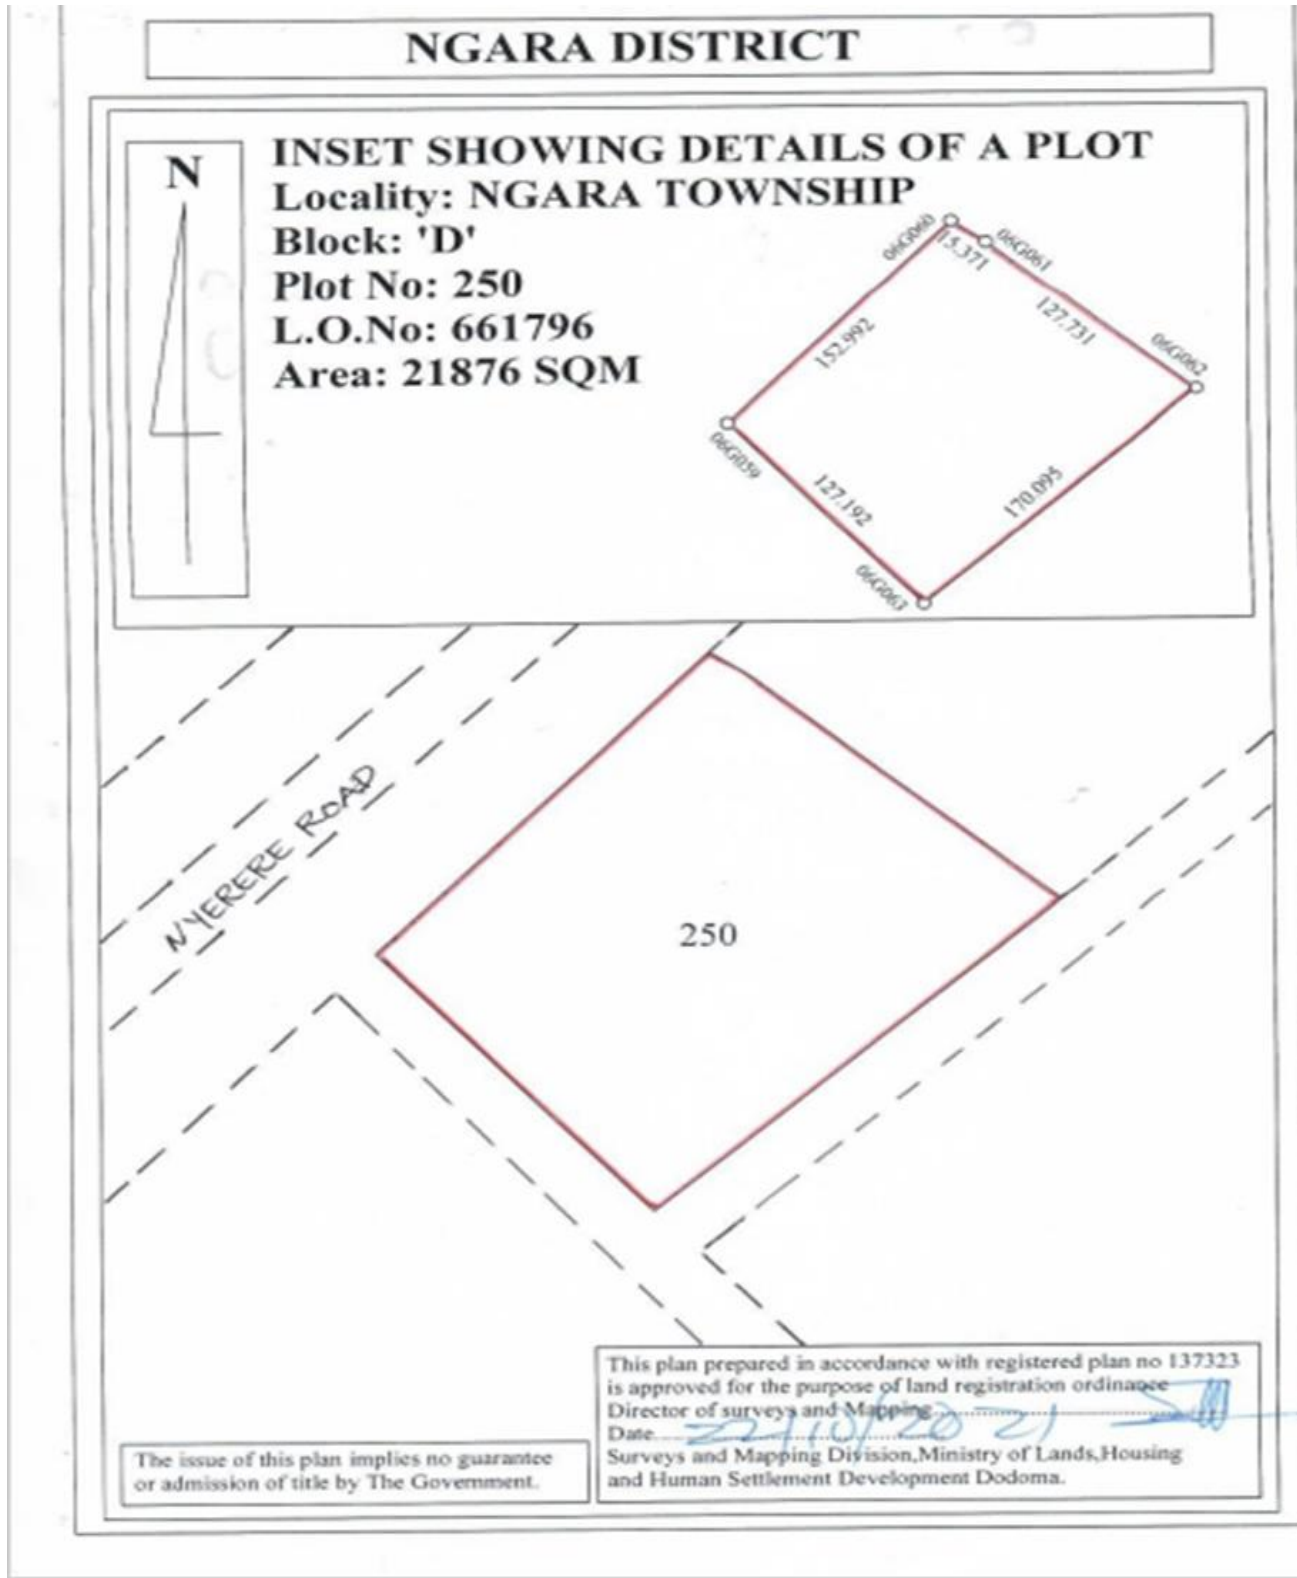 NGARA DISTRICT
N
INSET SHOWING DETAILS OF A PLOT
Locality: NGARA TOWNSHIP
Block: 'D'
Plot No: 250
L.O.No: 661796
Area: 21876 SQM
06G060
15.371
06G061
152.992
127.731
06G062
06G059
127.192
170.095
06G063
NYERERE ROAD
250
This plan prepared in accordance with registered plan no 137323
is approved for the purpose of land registration ordinance
Director of surveys and Mapping
Date 22/10/2021
Surveys and Mapping Division,Ministry of Lands,Housing
and Human Settlement Development Dodoma.
The issue of this plan implies no guarantee
or admission of title by The Government.